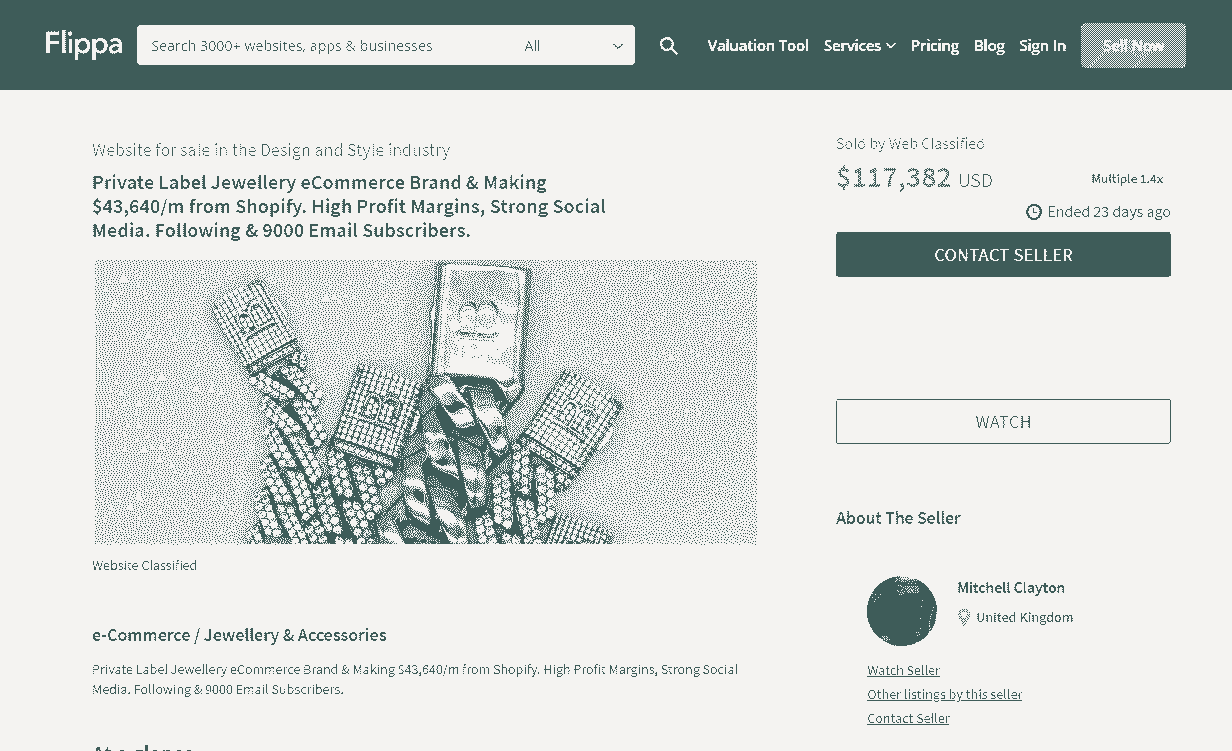 Flippa
Search 3000+ websites, apps & businesses
All
Valuation Tool
Services
Pricing
Blog
Sign In
Sell Now
Website for sale in the Design and Style industry
Private Label Jewellery eCommerce Brand & Making
$43,640/m from Shopify. High Profit Margins, Strong Social
Media. Following & 9000 Email Subscribers.
Website Classified
e-Commerce / Jewellery & Accessories
Private Label Jewellery eCommerce Brand & Making $43,640/m from Shopify. High Profit Margins, Strong Social
Media. Following & 9000 Email Subscribers.
At a glance
Sold by Web Classified
$117,382 USD
Multiple 1.4x
Ended 23 days ago
CONTACT SELLER
WATCH
About The Seller
Mitchell Clayton
United Kingdom
Watch Seller
Other listings by this seller
Contact Seller